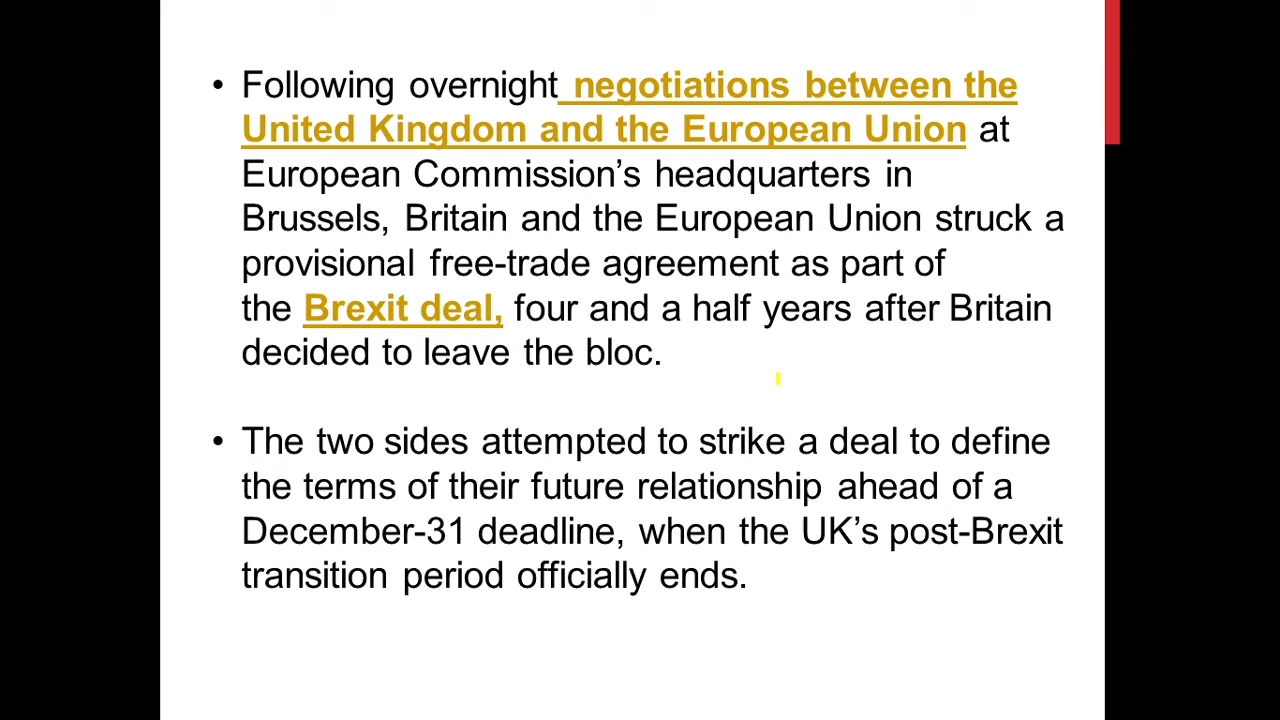 • Following overnight negotiations between the
United Kingdom and the European Union at
European Commission’s headquarters in
Brussels, Britain and the European Union struck a
provisional free-trade agreement as part of
the Brexit deal, four and a half years after Britain
decided to leave the bloc.
• The two sides attempted to strike a deal to define
the terms of their future relationship ahead of a
December-31 deadline, when the UK’s post-Brexit
transition period officially ends.